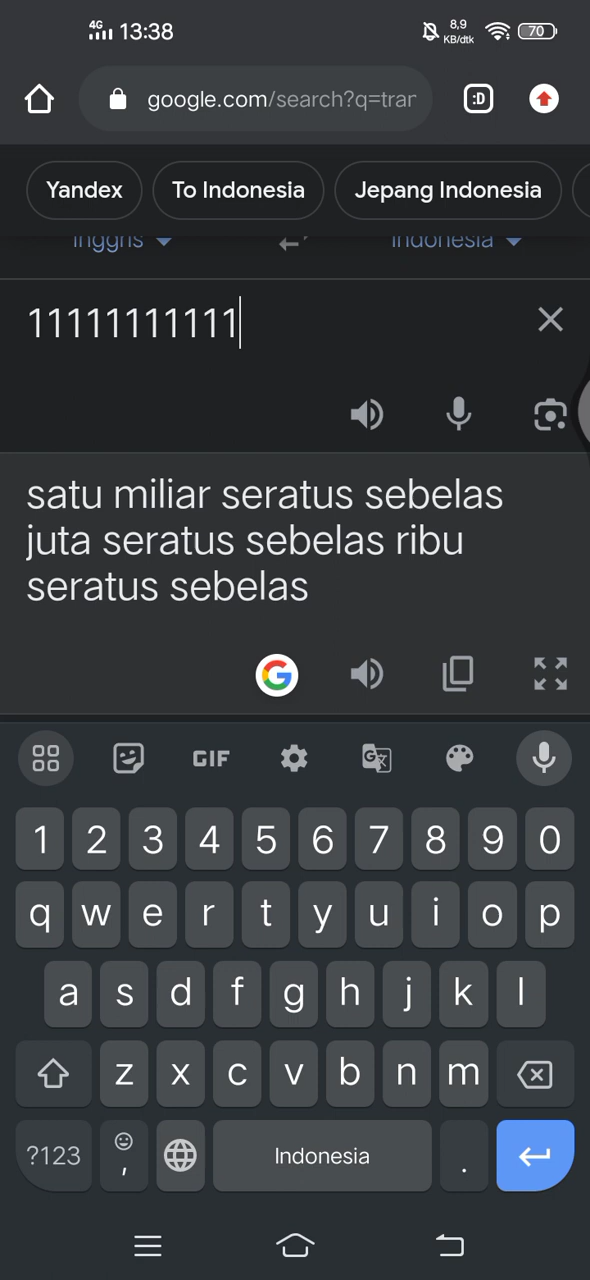 4G 13:38 8,9 KB/dtk 70
google.com/search?q=tran :D
Yandex To Indonesia Jepang Indonesia
Inggris Indonesia
11111111111
satu miliar seratus sebelas
juta seratus sebelas ribu
seratus sebelas
G
GIF
1 2 3 4 5 6 7 8 9 0
q w e r t y u i o p
a s d f g h j k l
z x c v b n m
?123 , Indonesia .